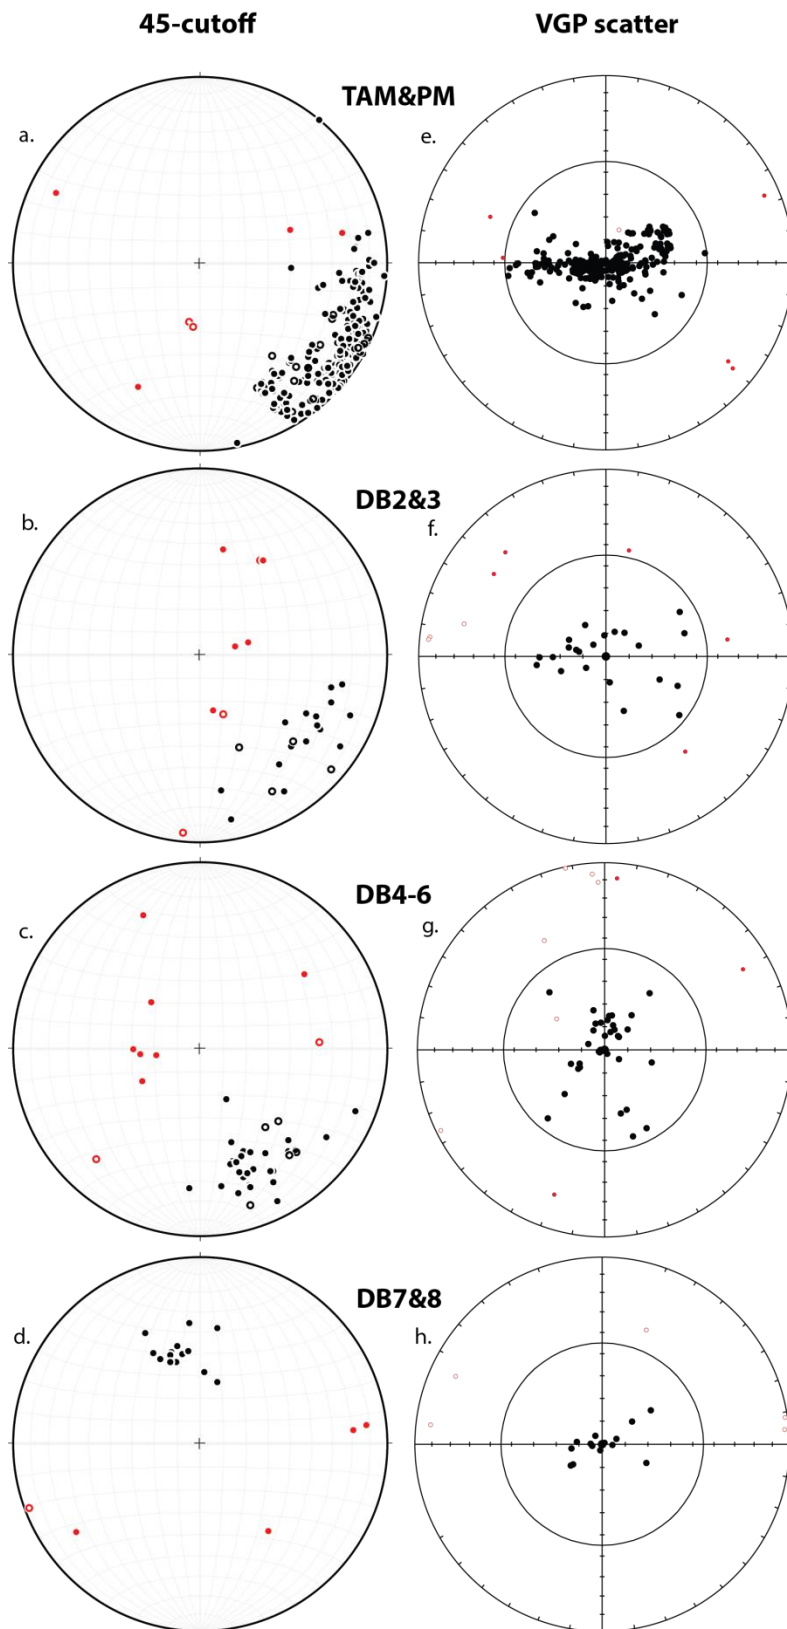 45-cutoff VGP scatter
TAM&PM
a. e.
DB2&3
b. f.
DB4-6
c. g.
DB7&8
d. h.